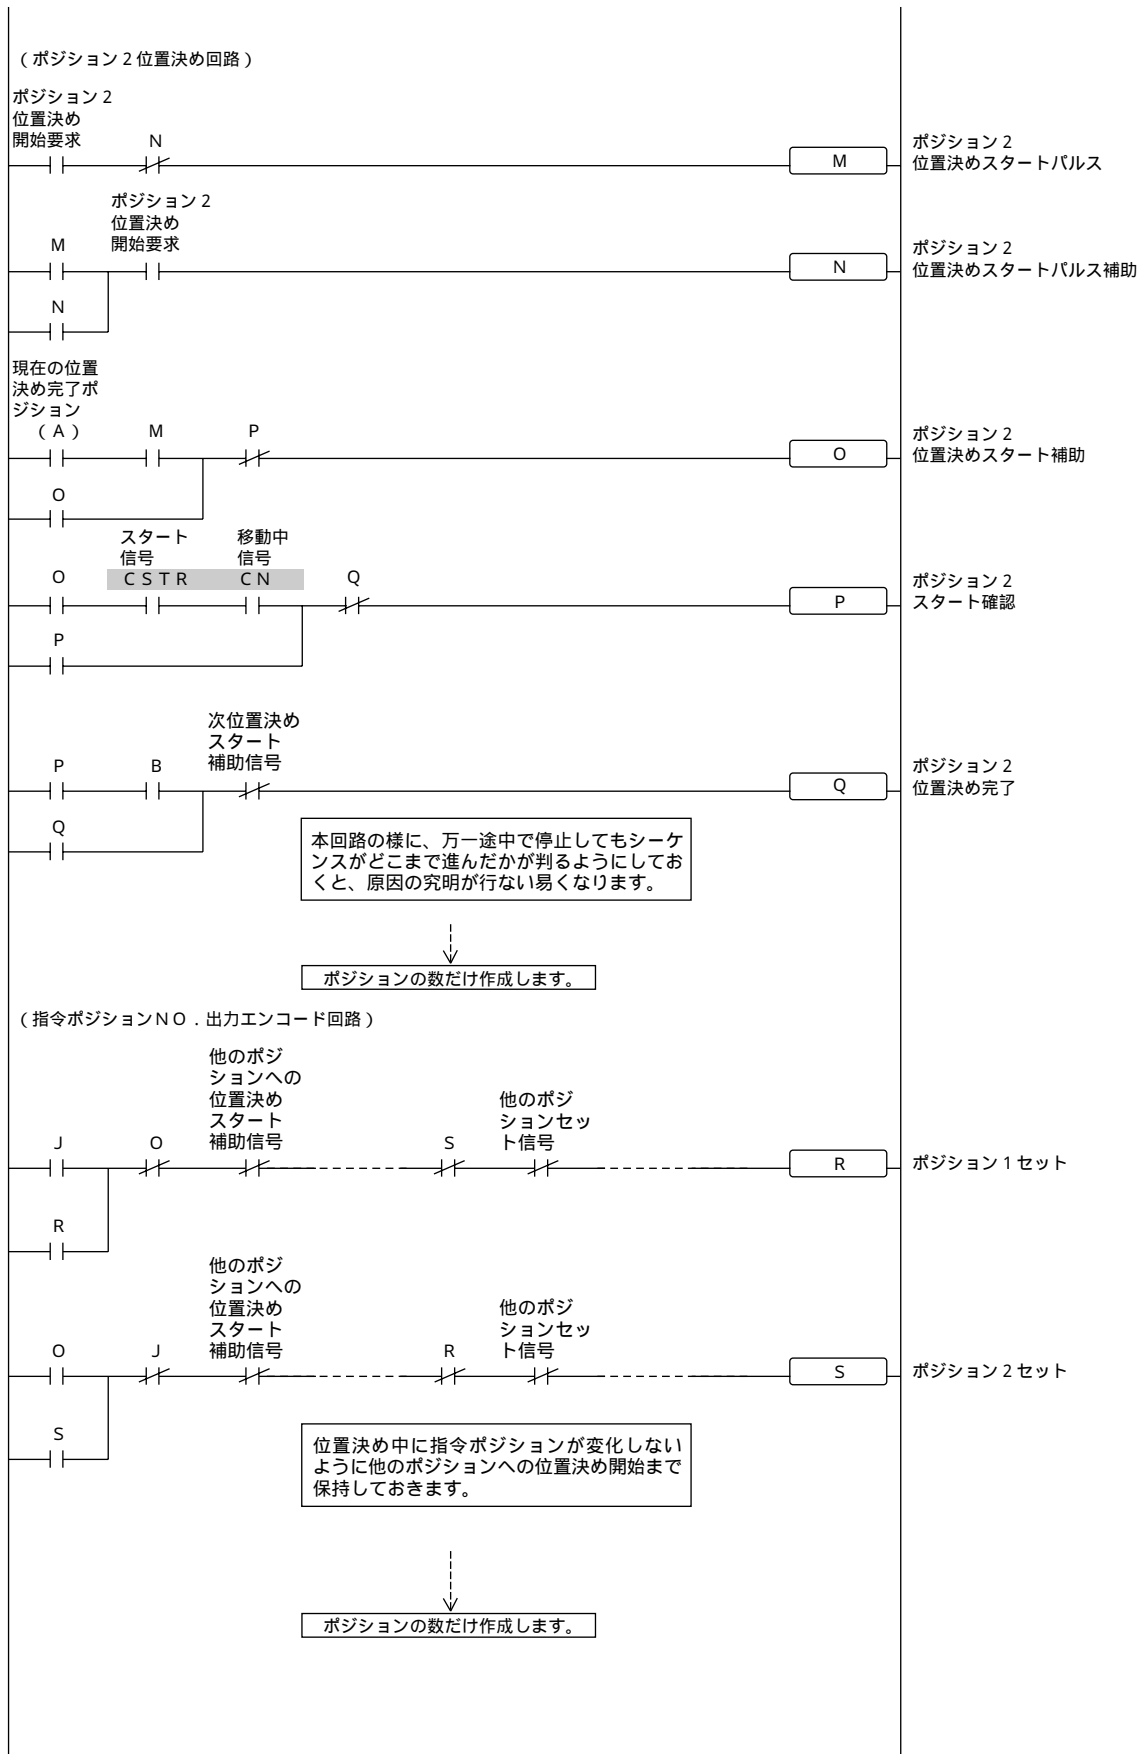 (ポジション2位置決め回路)
ポジション2
位置決め
開始要求
N
M
ポジション2
位置決めスタートパルス
ポジション2
位置決め
開始要求
M
N
ポジション2
位置決めスタートパルス補助
N
現在の位置
決め完了ポ
ジション
(A)
M
P
O
ポジション2
位置決めスタート補助
O
スタート
信号
CSTR
移動中
信号
CN
O
Q
P
ポジション2
スタート確認
P
次位置決め
スタート
補助信号
P
B
Q
ポジション2
位置決め完了
Q
本回路の様に、万一途中で停止してもシーケ
ンスがどこまで進んだかが判るようにしてお
くと、原因の究明が行ない易くなります。
ポジションの数だけ作成します。
(指令ポジションNO.出力エンコード回路)
他のポジ
ションへの
位置決め
スタート
補助信号
他のポジ
ションセッ
ト信号
J
O
S
R
ポジション1セット
R
他のポジ
ションへの
位置決め
スタート
補助信号
他のポジ
ションセッ
ト信号
O
J
R
S
ポジション2セット
S
位置決め中に指令ポジションが変化しない
ように他のポジションへの位置決め開始まで
保持しておきます。
ポジションの数だけ作成します。